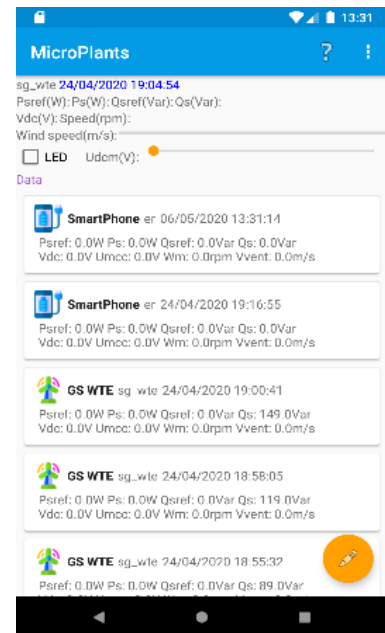 13:31
MicroPlants ?
sg_wte 24/04/2020 19:04:54
Psref(W): Ps(W): Qsref(Var): Qs(Var):
Vdc(V): Speed(rpm):
Wind speed(m/s):
LED Udcm(V):
Data
SmartPhone er 06/05/2020 13:31:14
Psref: 0.0W Ps: 0.0W Qsref: 0.0Var Qs: 0.0Var
Vdc: 0.0V Umcc: 0.0V Wm: 0.0rpm Vvent: 0.0m/s
SmartPhone er 24/04/2020 19:16:55
Psref: 0.0W Ps: 0.0W Qsref: 0.0Var Qs: 0.0Var
Vdc: 0.0V Umcc: 0.0V Wm: 0.0rpm Vvent: 0.0m/s
GS WTE sg_wte 24/04/2020 19:00:41
Psref: 0.0W Ps: 0.0W Qsref: 0.0Var Qs: 149.0Var
Vdc: 0.0V Umcc: 0.0V Wm: 0.0rpm Vvent: 0.0m/s
GS WTE sg_wte 24/04/2020 18:58:05
Psref: 0.0W Ps: 0.0W Qsref: 0.0Var Qs: 119.0Var
Vdc: 0.0V Umcc: 0.0V Wm: 0.0rpm Vvent: 0.0m/s
GS WTE sg_wte 24/04/2020 18:55:32
Psref: 0.0W Ps: 0.0W Qsref: 0.0Var Qs: 89.0Var